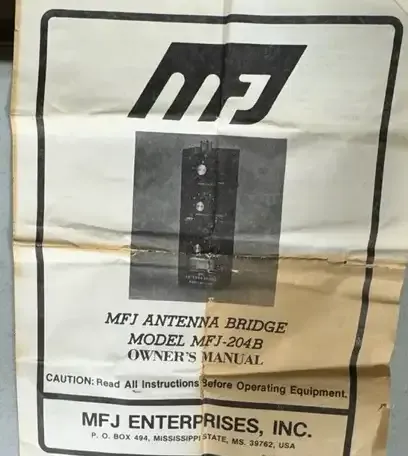 MFJ
MFJ ANTENNA BRIDGE
MODEL MFJ-204B
OWNER'S MANUAL
CAUTION: Read All Instructions Before Operating Equipment.
MFJ ENTERPRISES, INC.
P. O. BOX 494, MISSISSIPPI STATE, MS. 39762, USA